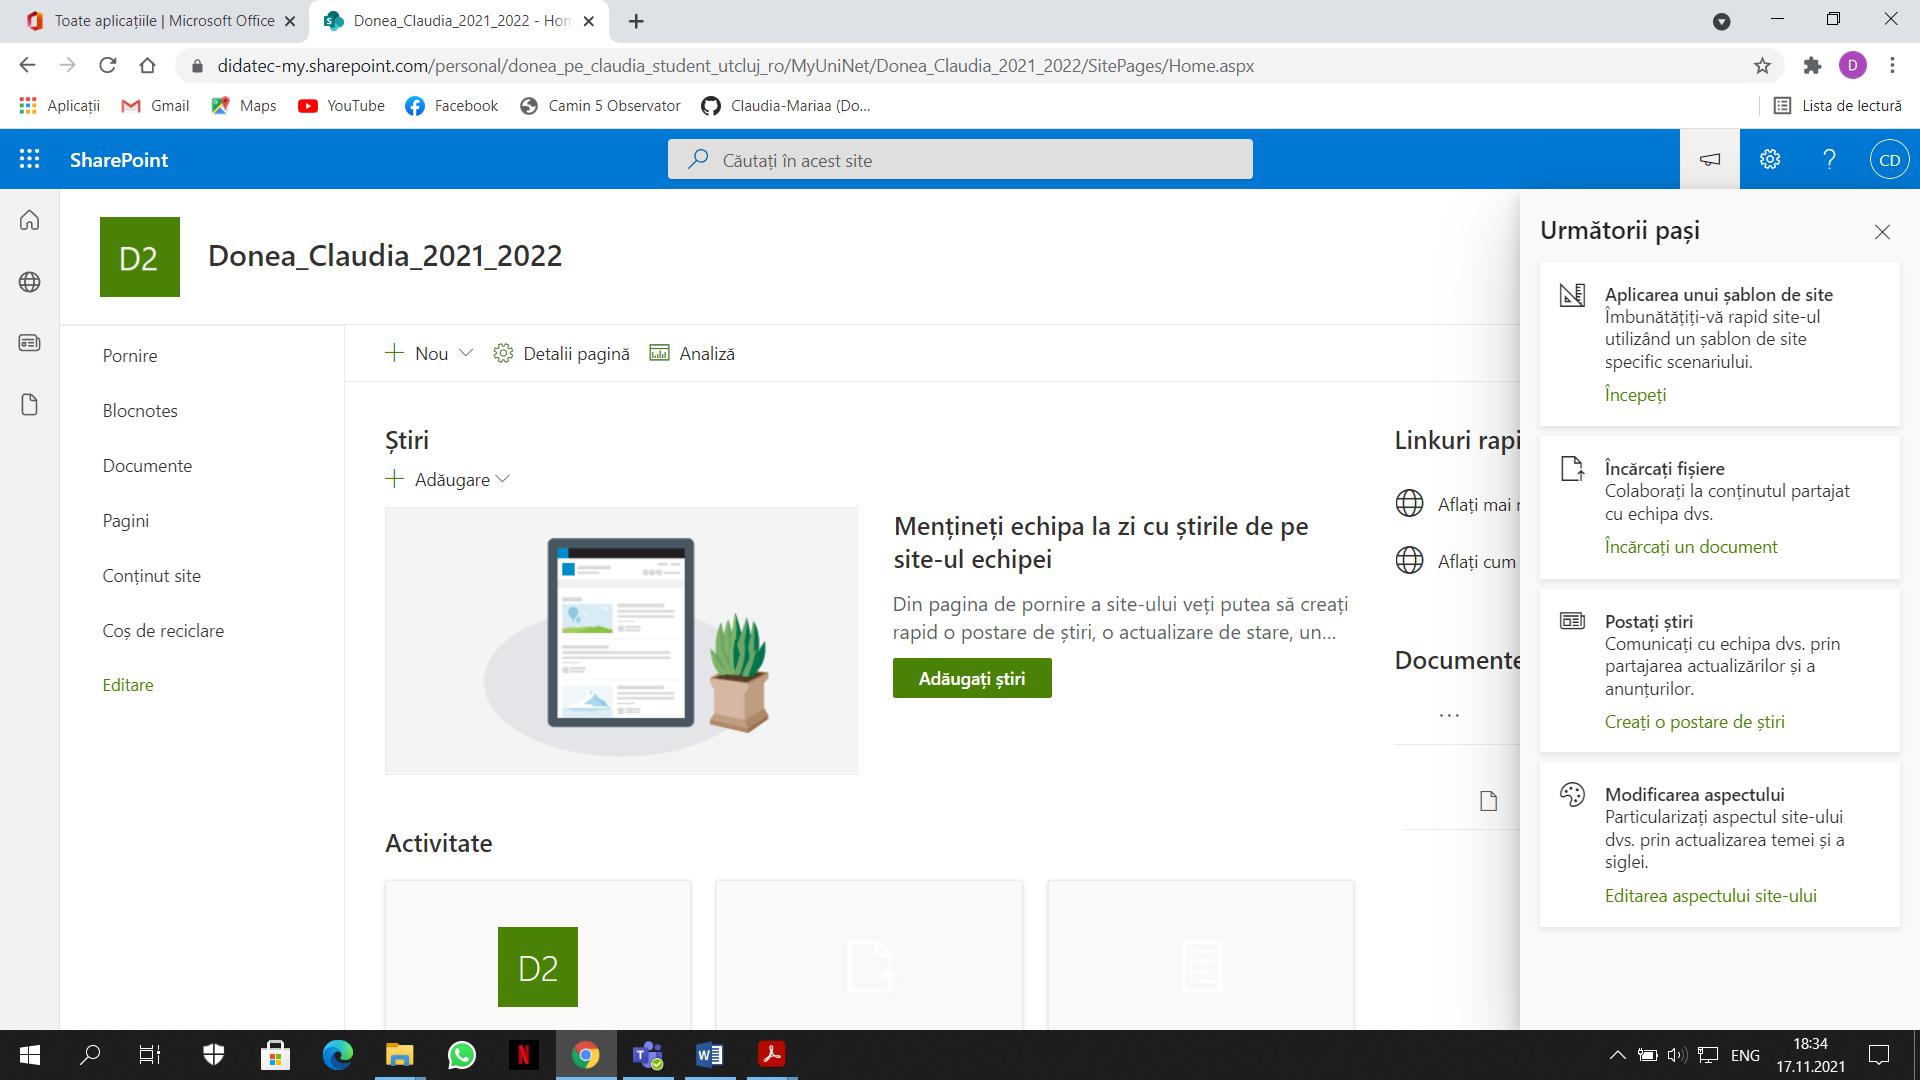 Toate aplicațiile | Microsoft Office
Donea_Claudia_2021_2022 - Hom
didatec-my.sharepoint.com/personal/donea_pe_claudia_student_utcluj_ro/MyUniNet/Donea_Claudia_2021_2022/SitePages/Home.aspx
D
Aplicații
Gmail
Maps
YouTube
Facebook
Camin 5 Observator
Claudia-Mariaa (Do...
Lista de lectură
SharePoint
Căutați în acest site
CD
D2
Donea_Claudia_2021_2022
Pornire
Blocnotes
Documente
Pagini
Conținut site
Coș de reciclare
Editare
Nou
Detalii pagină
Analiză
Știri
Adăugare
Mențineți echipa la zi cu știrile de pe
site-ul echipei
Din pagina de pornire a site-ului veți putea să creați
rapid o postare de știri, o actualizare de stare, un...
Adăugați știri
Activitate
D2
Linkuri rapi
Aflați mai
Aflați cum
Documente
...
Următorii pași
Aplicarea unui șablon de site
Îmbunătățiți-vă rapid site-ul
utilizând un șablon de site
specific scenariului.
Începeți
Încărcați fișiere
Colaborați la conținutul partajat
cu echipa dvs.
Încărcați un document
Postați știri
Comunicați cu echipa dvs. prin
partajarea actualizărilor și a
anunțurilor.
Creați o postare de știri
Modificarea aspectului
Particularizați aspectul site-ului
dvs. prin actualizarea temei și a
siglei.
Editarea aspectului site-ului
ENG
18:34
17.11.2021